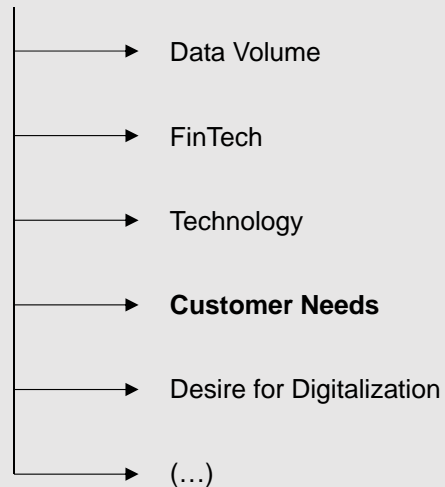 Data Volume
FinTech
Technology
Customer Needs
Desire for Digitalization
(…)